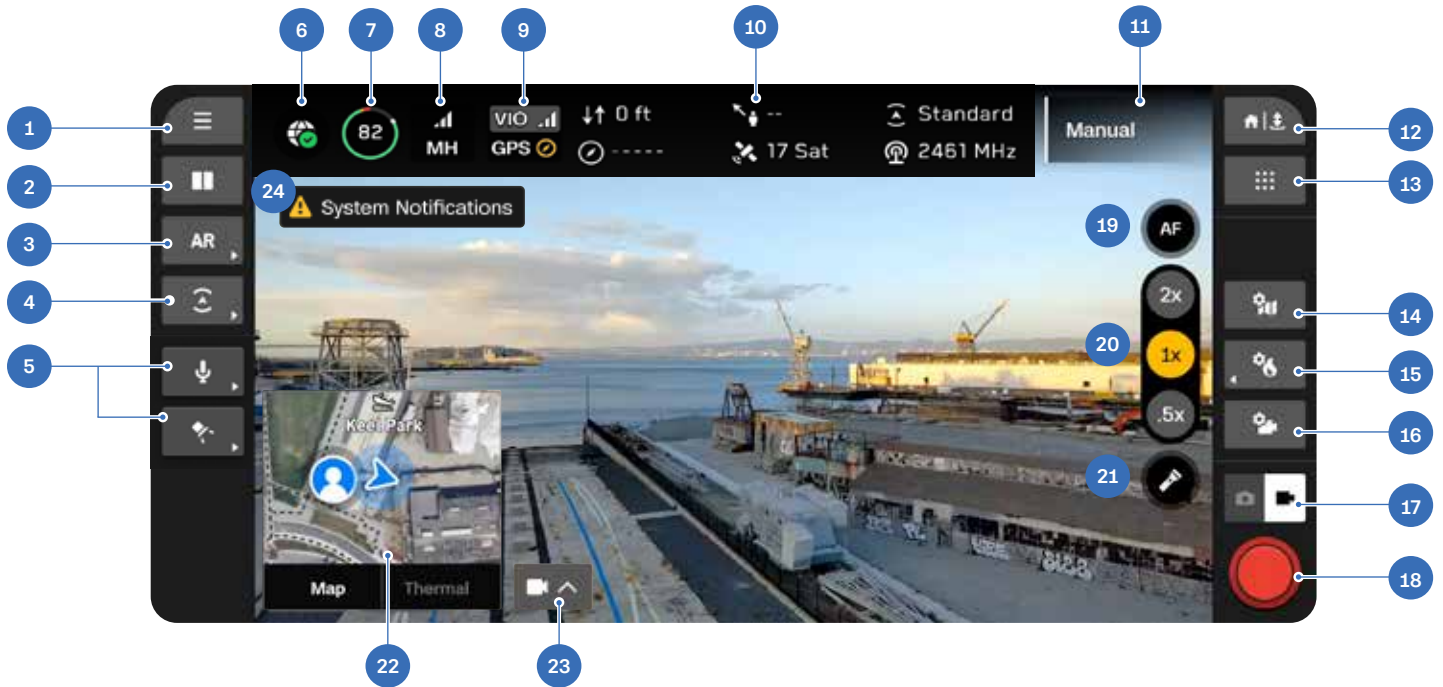 6 7 8 9 10 11
1
2
3 AR
4
5
82
MH
VIO
GPS
0 ft
-----
--
17 Sat
Standard
2461 MHz
Manual
12
13
24 System Notifications
19 AF
2x
20 1x
.5x
21
14
15
16
17
18
Keel Park
Map Thermal
22 23